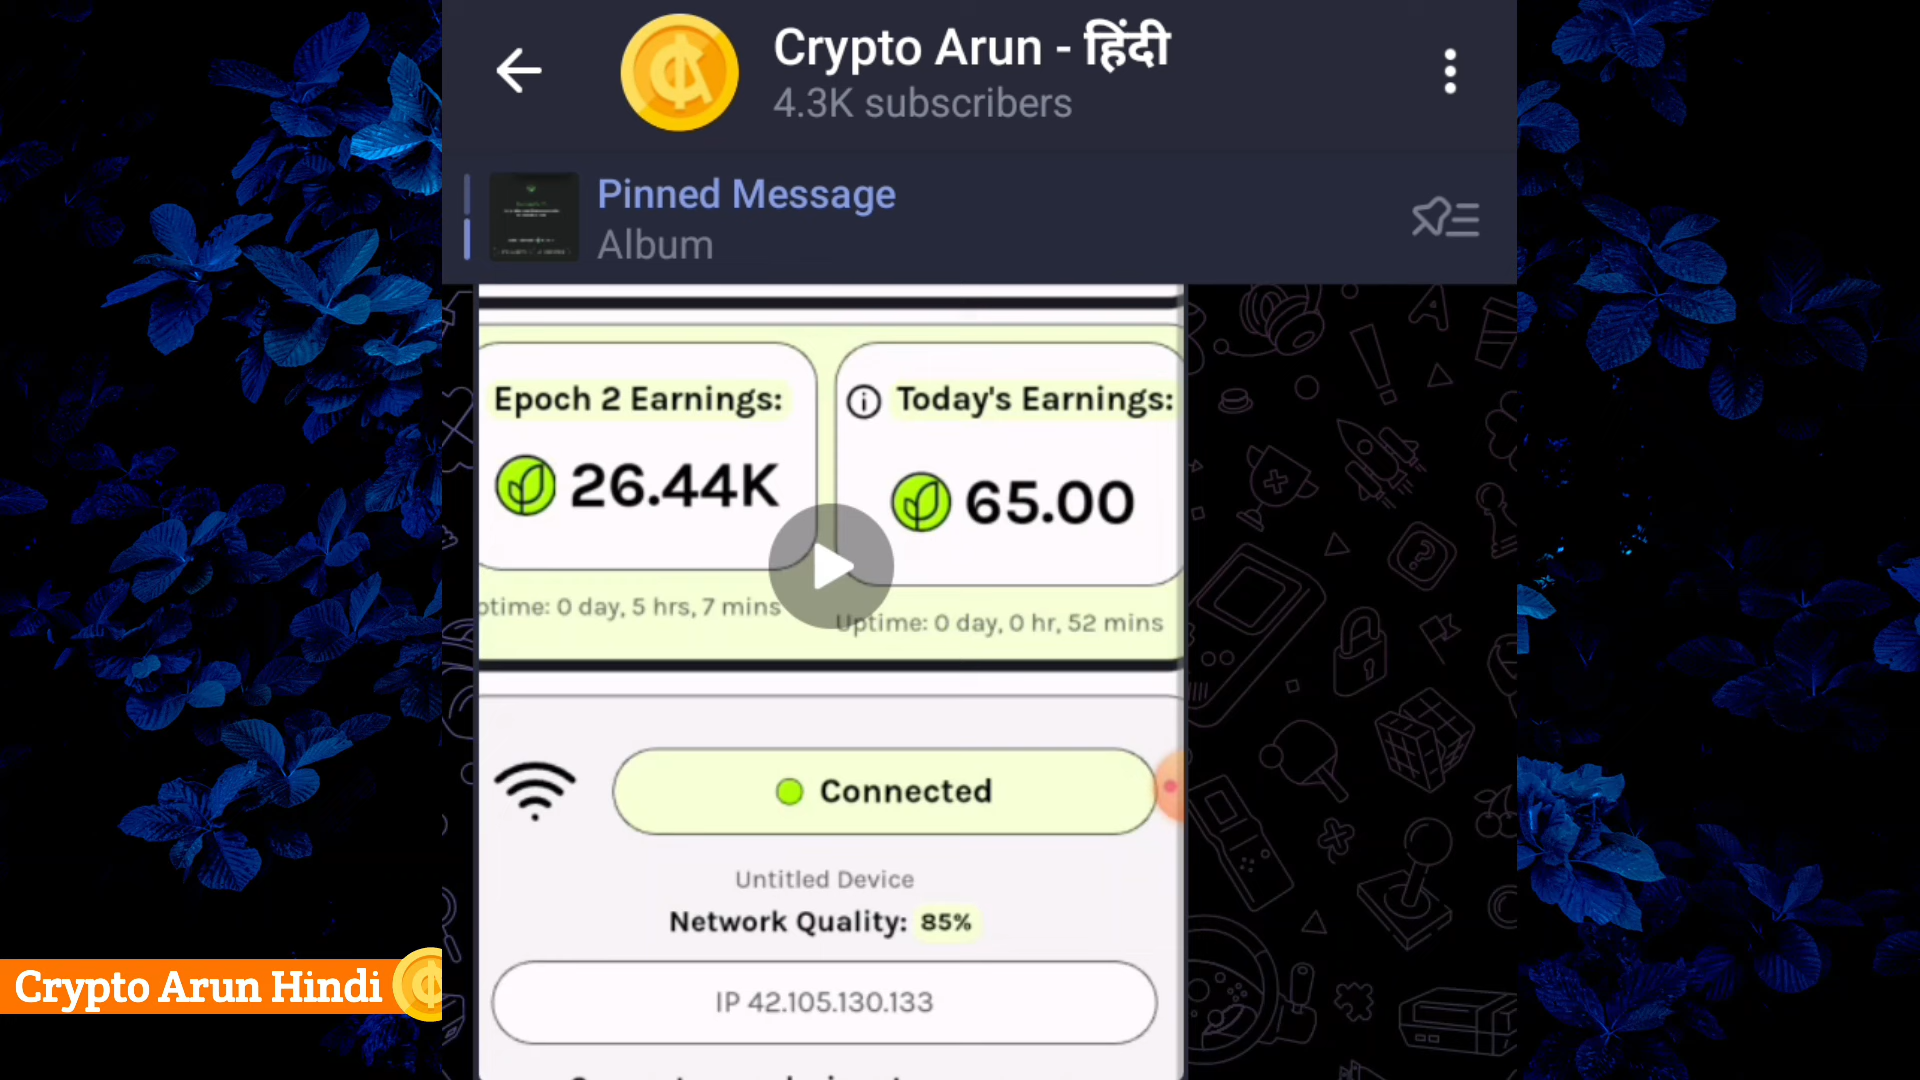 Crypto Arun - हिंदी
4.3K subscribers
Pinned Message
Album
Epoch 2 Earnings:
26.44K
ptime: 0 day, 5 hrs, 7 mins
Today's Earnings:
65.00
Uptime: 0 day, 0 hr, 52 mins
Connected
Untitled Device
Network Quality: 85%
IP 42.105.130.133
Crypto Arun Hindi